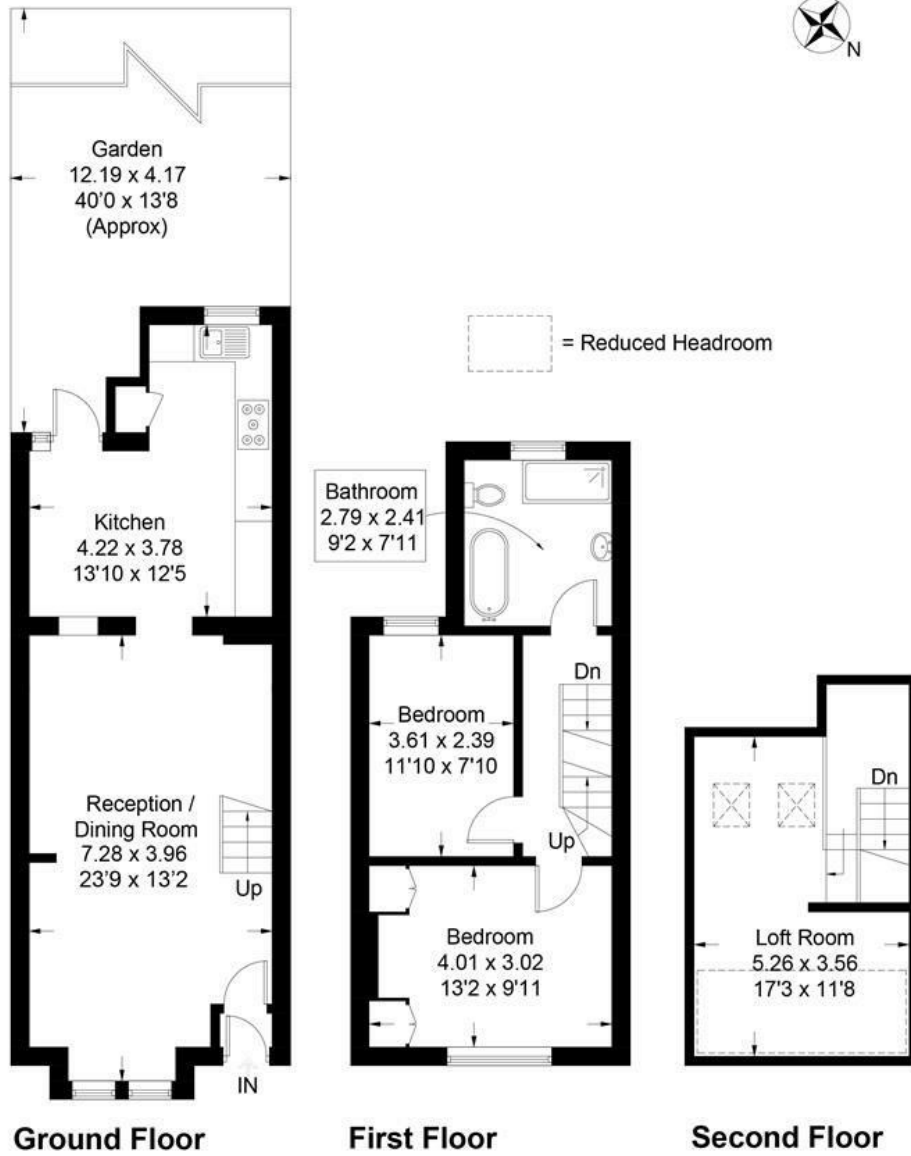 N
Garden
12.19 x 4.17
40'0 x 13'8
(Approx)
= Reduced Headroom
Kitchen
4.22 x 3.78
13'10 x 12'5
Reception /
Dining Room
7.28 x 3.96
23'9 x 13'2
Up
IN
Ground Floor
Bathroom
2.79 x 2.41
9'2 x 7'11
Bedroom
3.61 x 2.39
11'10 x 7'10
Dn
Up
Bedroom
4.01 x 3.02
13'2 x 9'11
First Floor
Dn
Loft Room
5.26 x 3.56
17'3 x 11'8
Second Floor